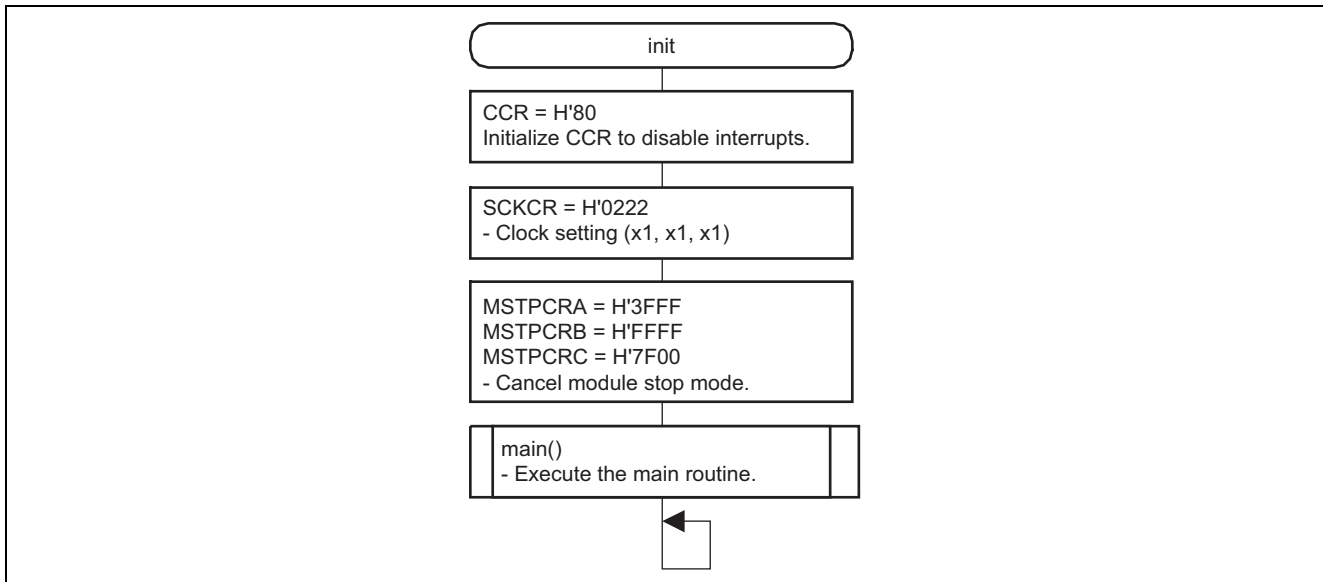 init
CCR = H'80
Initialize CCR to disable interrupts.
SCKCR = H'0222
- Clock setting (x1, x1, x1)
MSTPCRA = H'3FFF
MSTPCRB = H'FFFF
MSTPCRC = H'7F00
- Cancel module stop mode.
main()
- Execute the main routine.